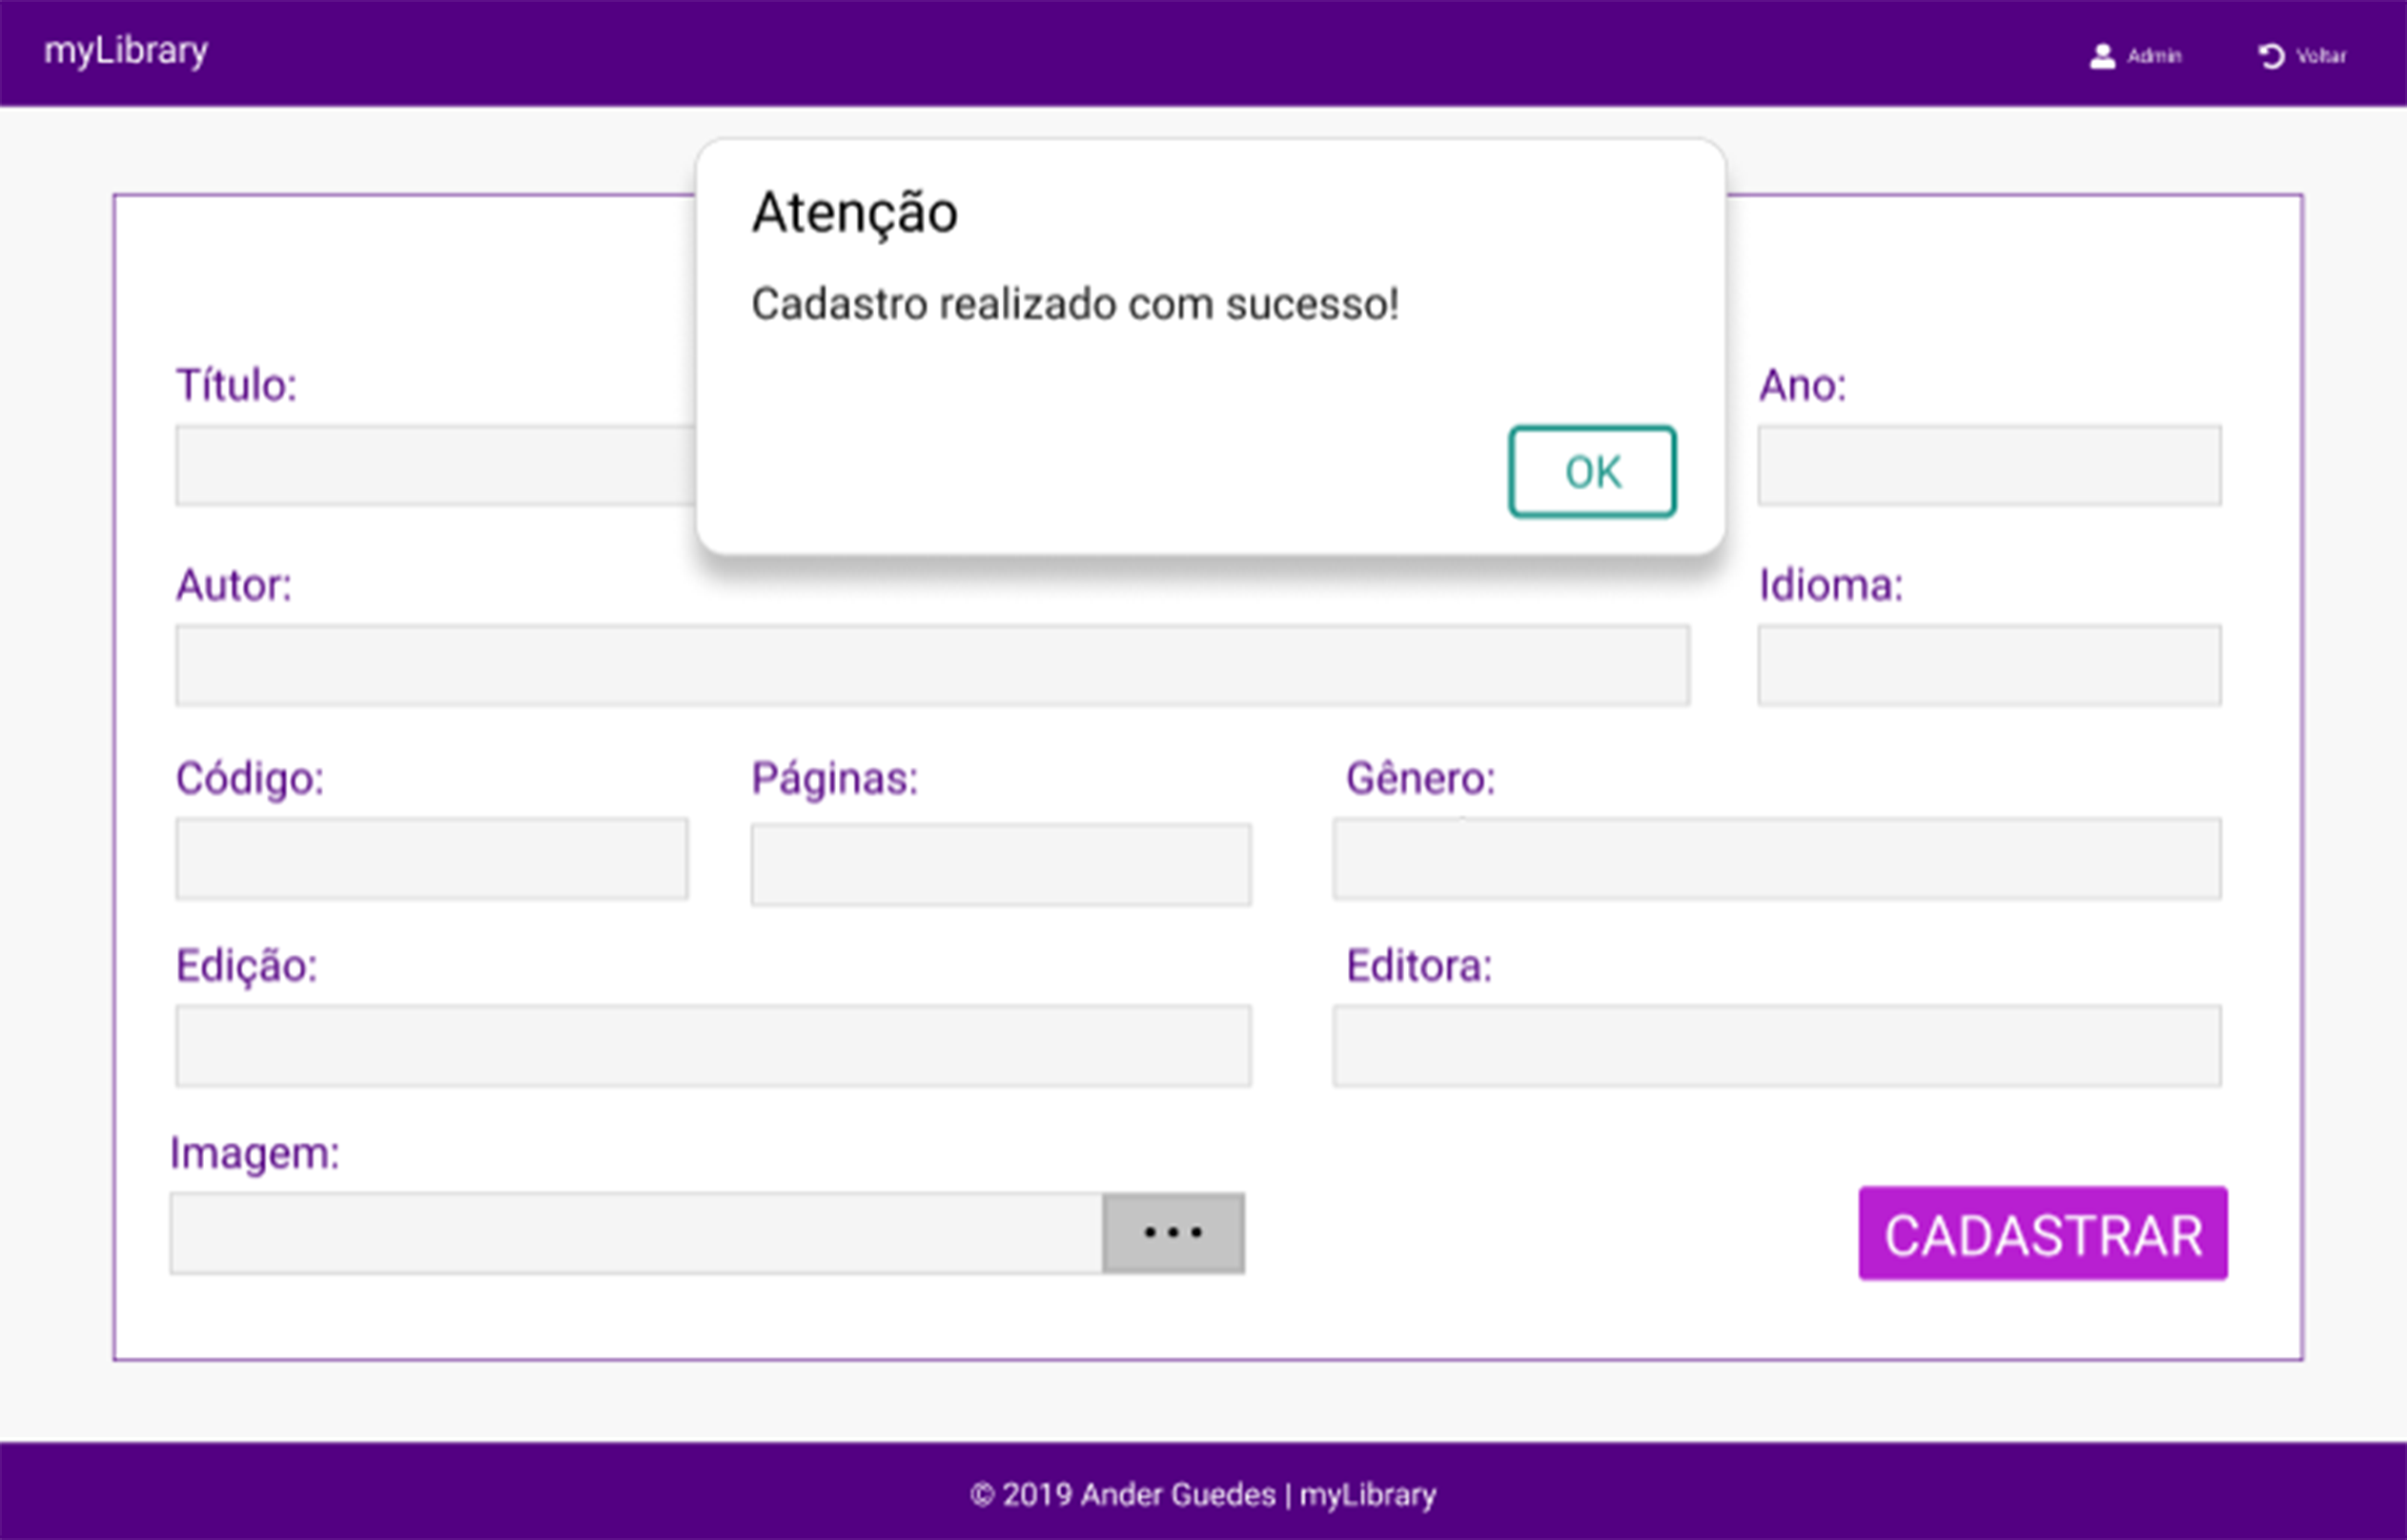 myLibrary
Admin
Voltar
Atenção
Cadastro realizado com sucesso!
OK
Título:
Ano:
Autor:
Idioma:
Código:
Páginas:
Gênero:
Edição:
Editora:
Imagem:
...
CADASTRAR
© 2019 Ander Guedes | myLibrary